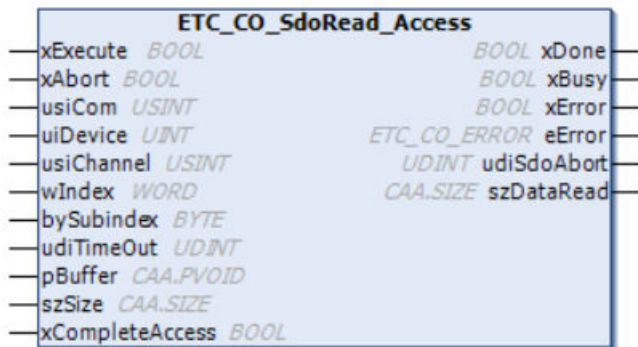 ETC_CO_SdoRead_Access
xExecute BOOL BOOL xDone
xAbort BOOL BOOL xBusy
usiCom USINT BOOL xError
uiDevice UINT ETC_CO_ERROR eError
usiChannel USINT UDINT udiSdoAbort
wIndex WORD CAA.SIZE szDataRead
bySubindex BYTE
udiTimeOut UDINT
pBuffer CAA.PVOID
szSize CAA.SIZE
xCompleteAccess BOOL